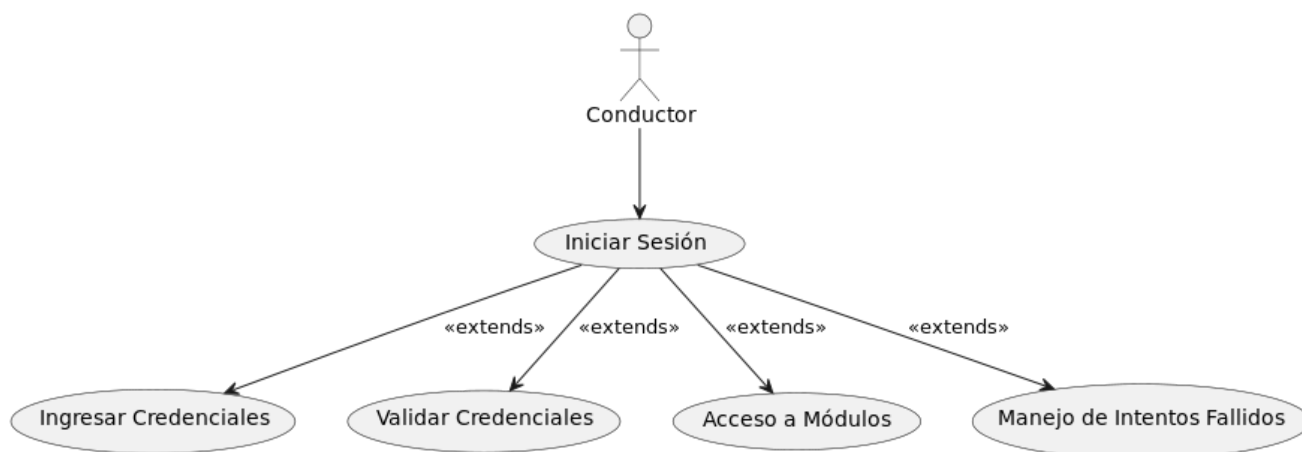 Conductor
Iniciar Sesión
«extends» «extends» «extends» «extends»
Ingresar Credenciales Validar Credenciales Acceso a Módulos Manejo de Intentos Fallidos